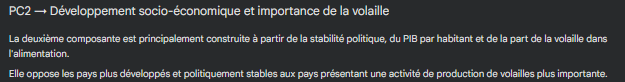 PC2 → Développement socio-économique et importance de la volaille
La deuxième composante est principalement construite à partir de la stabilité politique, du PIB par habitant et de la part de la volaille dans
l'alimentation.
Elle oppose les pays plus développés et politiquement stables aux pays présentant une activité de production de volailles plus importante.